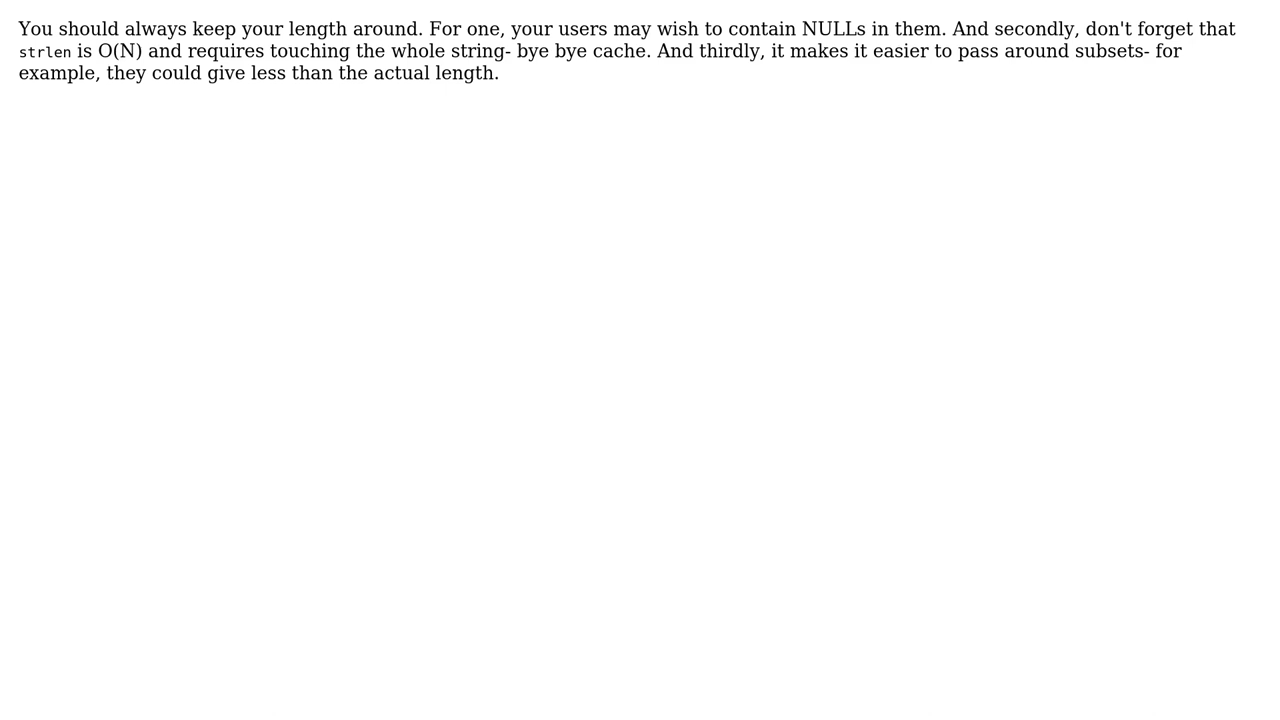 You should always keep your length around. For one, your users may wish to contain NULLs in them. And secondly, don't forget that
strlen is O(N) and requires touching the whole string- bye bye cache. And thirdly, it makes it easier to pass around subsets- for
example, they could give less than the actual length.